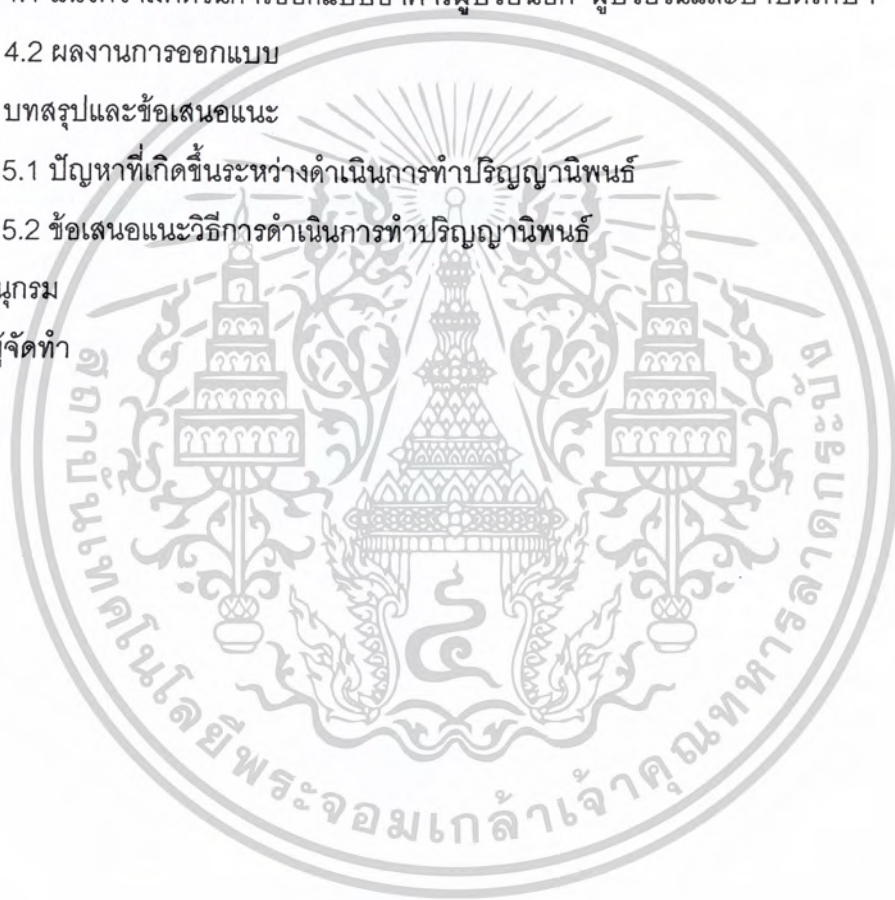 4.2 ผลงานการออกแบบ
บทสรุปและข้อเสนอแนะ
5.1 ปัญหาที่เกิดขึ้นระหว่างดำเนินการทำปริญญานิพนธ์
5.2 ข้อเสนอแนะวิธีการดำเนินการทำปริญญานิพนธ์
นุกรม
ู้จัดทำ
สถาบันเทคโนโลยีพระจอมเกล้าเจ้าคุณทหารลาดกระบัง